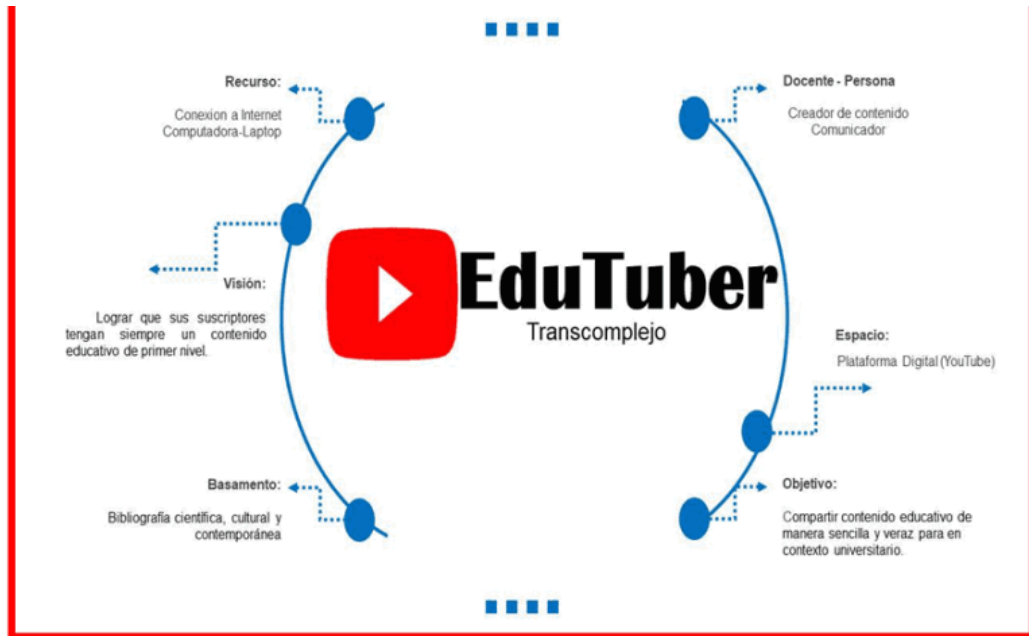 Recurso:
Conexion a Internet
Computadora-Laptop
Visión:
Lograr que sus suscriptores
tengan siempre un contenido
educativo de primer nivel.
Basamento:
Bibliografía científica, cultural y
contemporánea
EduTuber
Transcomplejo
Docente - Persona
Creador de contenido
Comunicador
Espacio:
Plataforma Digital (YouTube)
Objetivo:
Compartir contenido educativo de
manera sencilla y veraz para en
contexto universitario.